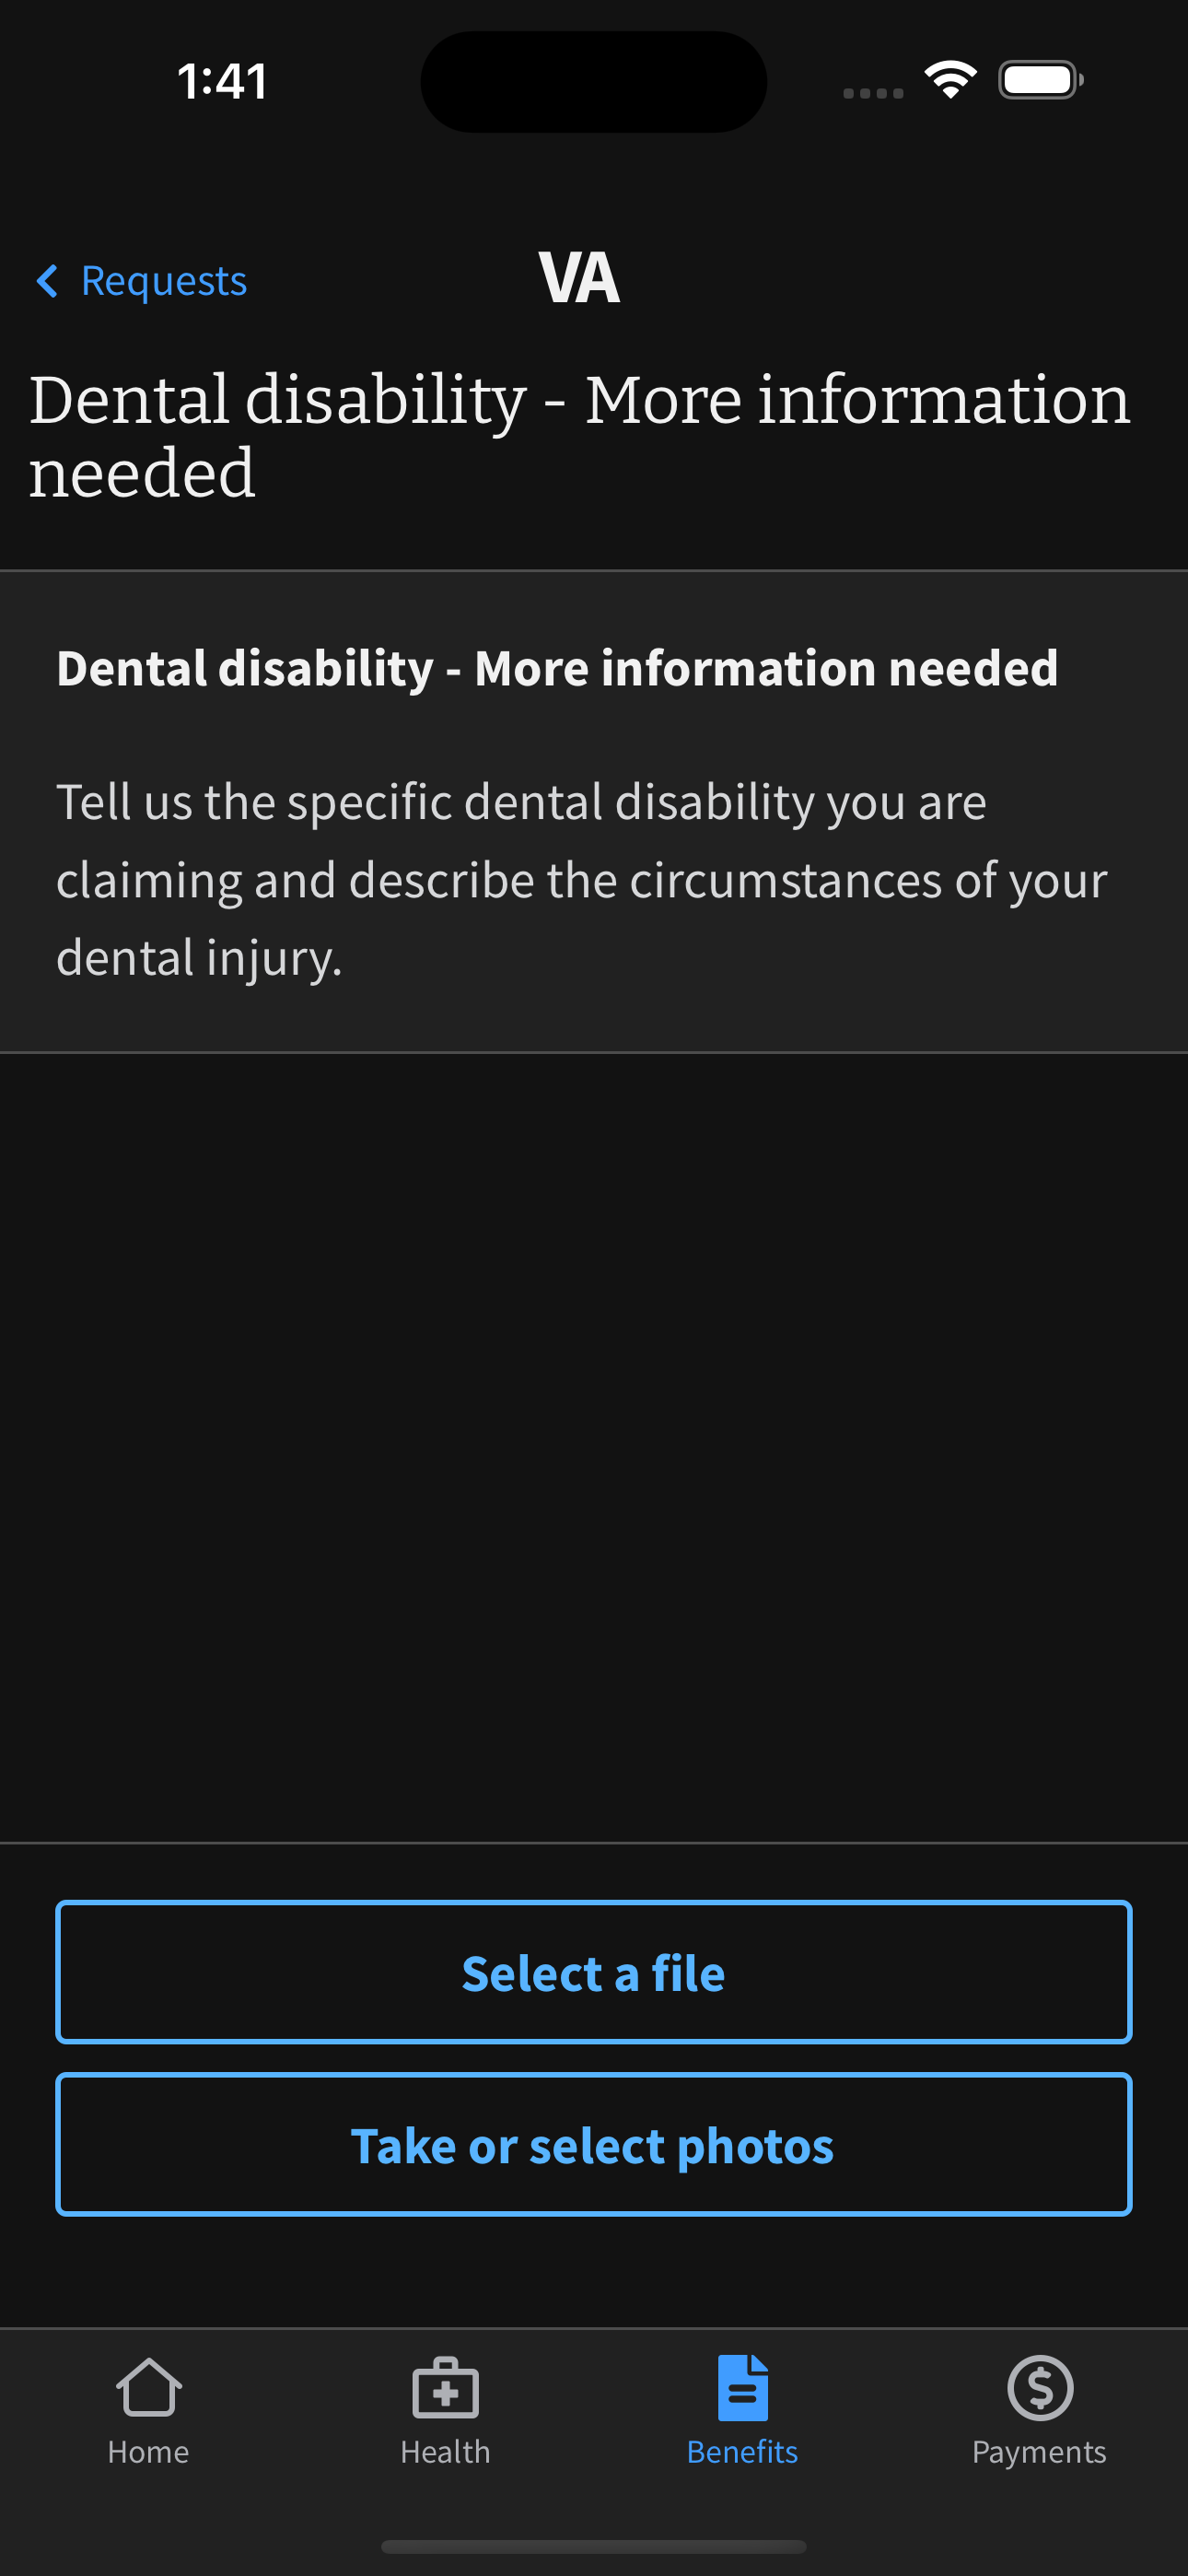 1:41
Requests
VA
Dental disability - More information
needed
Dental disability - More information needed
Tell us the specific dental disability you are
claiming and describe the circumstances of your
dental injury.
Select a file
Take or select photos
Home
Health
Benefits
Payments